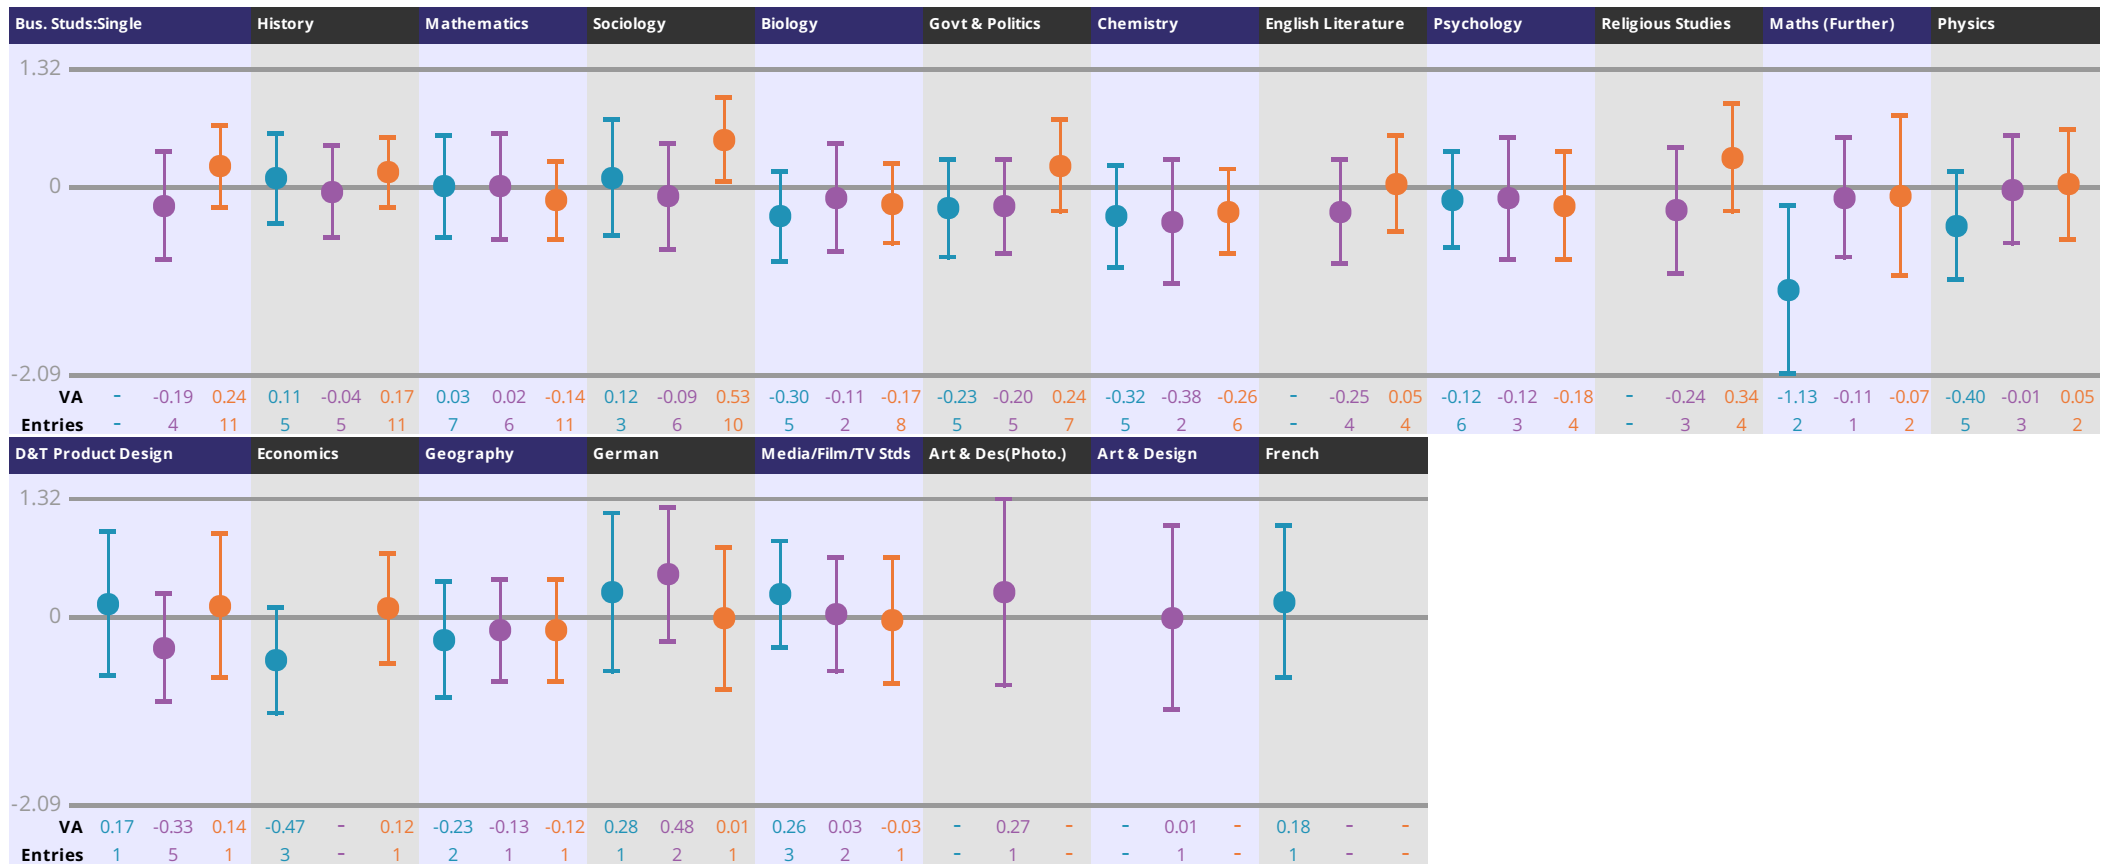 Bus. Studs:Single History Mathematics Sociology Biology Govt & Politics Chemistry English Literature Psychology Religious Studies Maths (Further) Physics
1.32
0
-2.09
VA - -0.19 0.24 0.11 -0.04 0.17 0.03 0.02 -0.14 0.12 -0.09 0.53 -0.30 -0.11 -0.17 -0.23 -0.20 0.24 -0.32 -0.38 -0.26 - -0.25 0.05 -0.12 -0.12 -0.18 - -0.24 0.34 -1.13 -0.11 -0.07 -0.40 -0.01 0.05
Entries - 4 11 5 5 11 7 6 11 3 6 10 5 2 8 5 5 7 5 2 6 - 4 4 6 3 4 - 3 4 2 1 2 5 3 2
D&T Product Design Economics Geography German Media/Film/TV Stds Art & Des(Photo.) Art & Design French
1.32
0
-2.09
VA 0.17 -0.33 0.14 -0.47 - 0.12 -0.23 -0.13 -0.12 0.28 0.48 0.01 0.26 0.03 -0.03 - 0.27 - - 0.01 - 0.18 - -
Entries 1 5 1 3 - 1 2 1 1 1 2 1 3 2 1 - 1 - - 1 - 1 - -